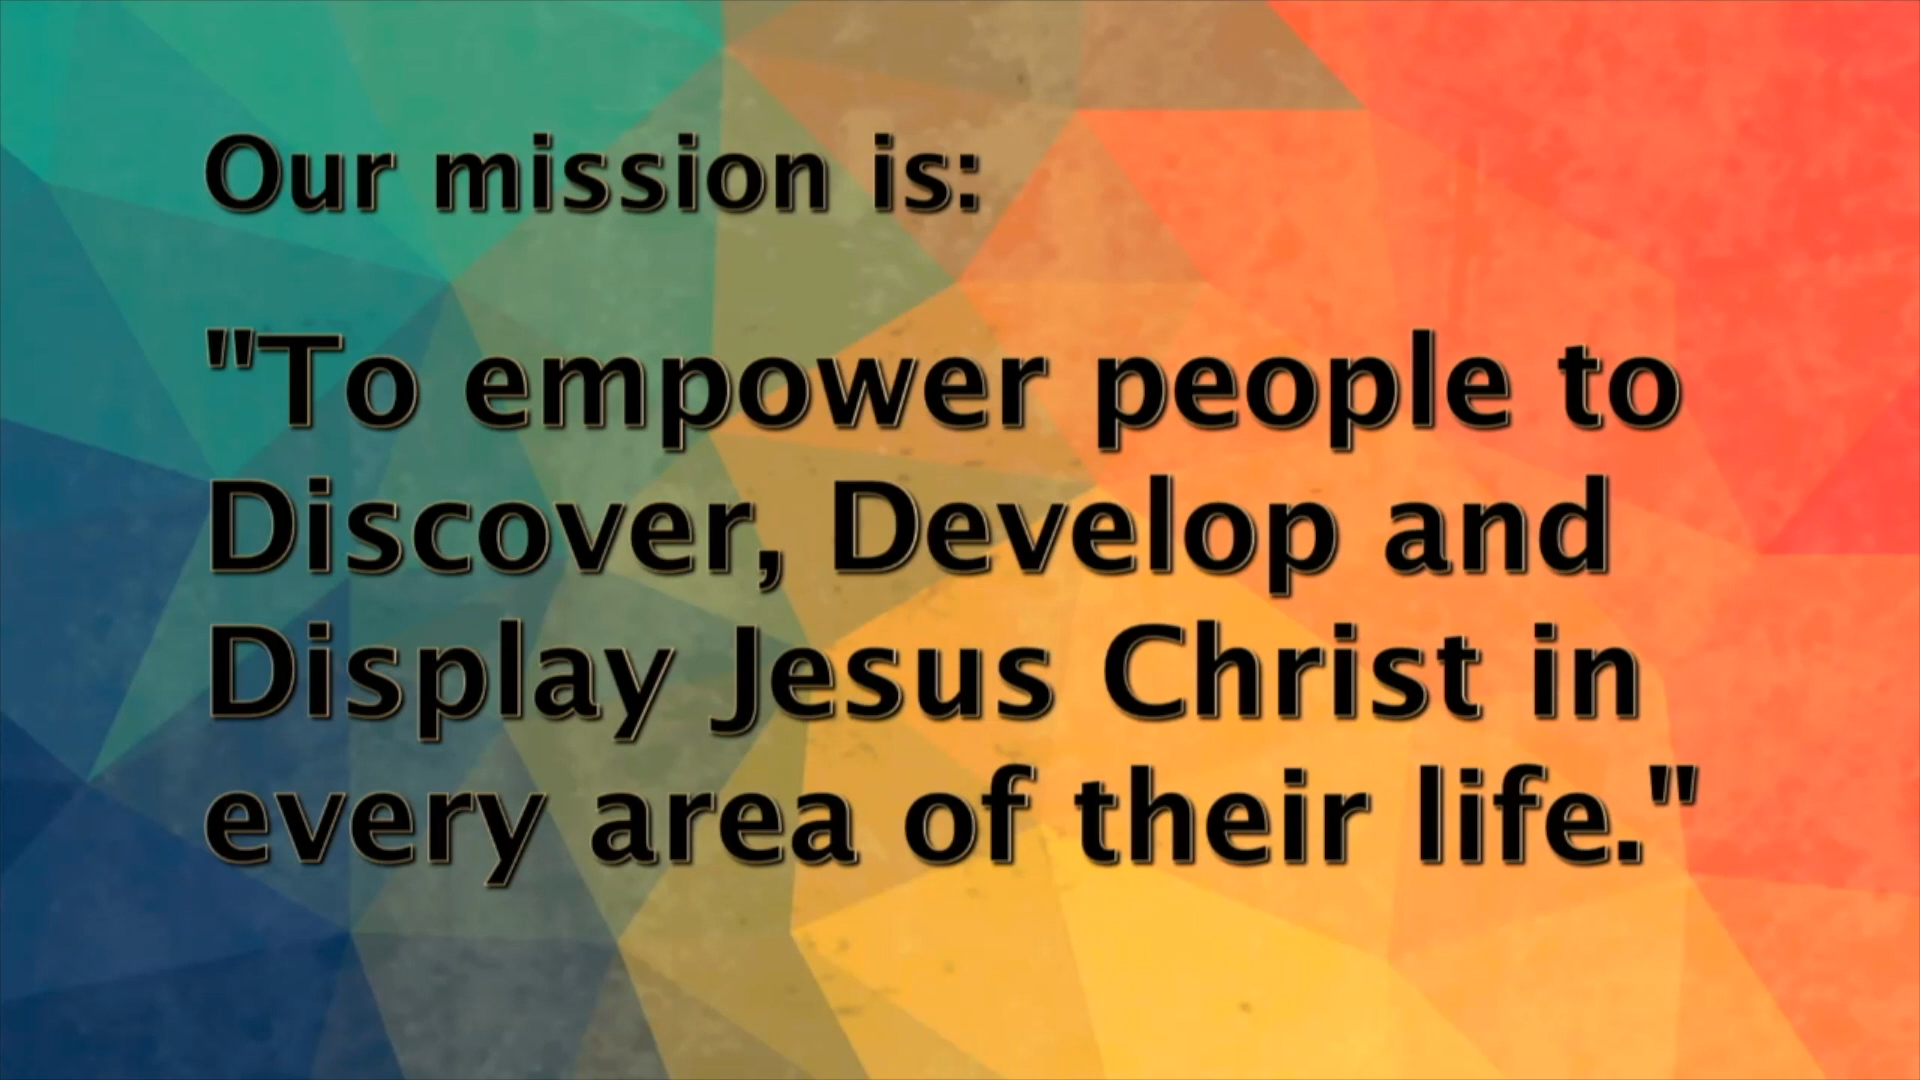 Our mission is:
"To empower people to
Discover, Develop and
Display Jesus Christ in
every area of their life."